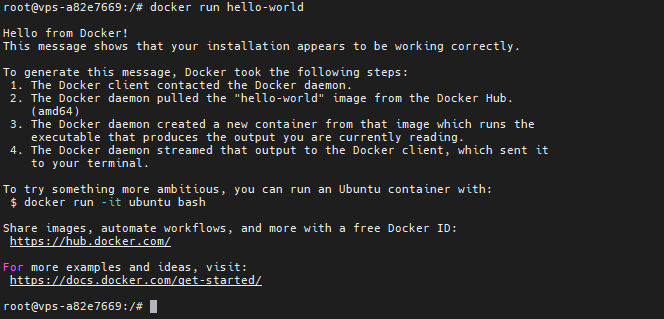 root@vps-a82e7669:/# docker run hello-world
Hello from Docker!
This message shows that your installation appears to be working correctly.
To generate this message, Docker took the following steps:
1. The Docker client contacted the Docker daemon.
2. The Docker daemon pulled the "hello-world" image from the Docker Hub.
(amd64)
3. The Docker daemon created a new container from that image which runs the
executable that produces the output you are currently reading.
4. The Docker daemon streamed that output to the Docker client, which sent it
to your terminal.
To try something more ambitious, you can run an Ubuntu container with:
$ docker run -it ubuntu bash
Share images, automate workflows, and more with a free Docker ID:
https://hub.docker.com/
For more examples and ideas, visit:
https://docs.docker.com/get-started/
root@vps-a82e7669:/#